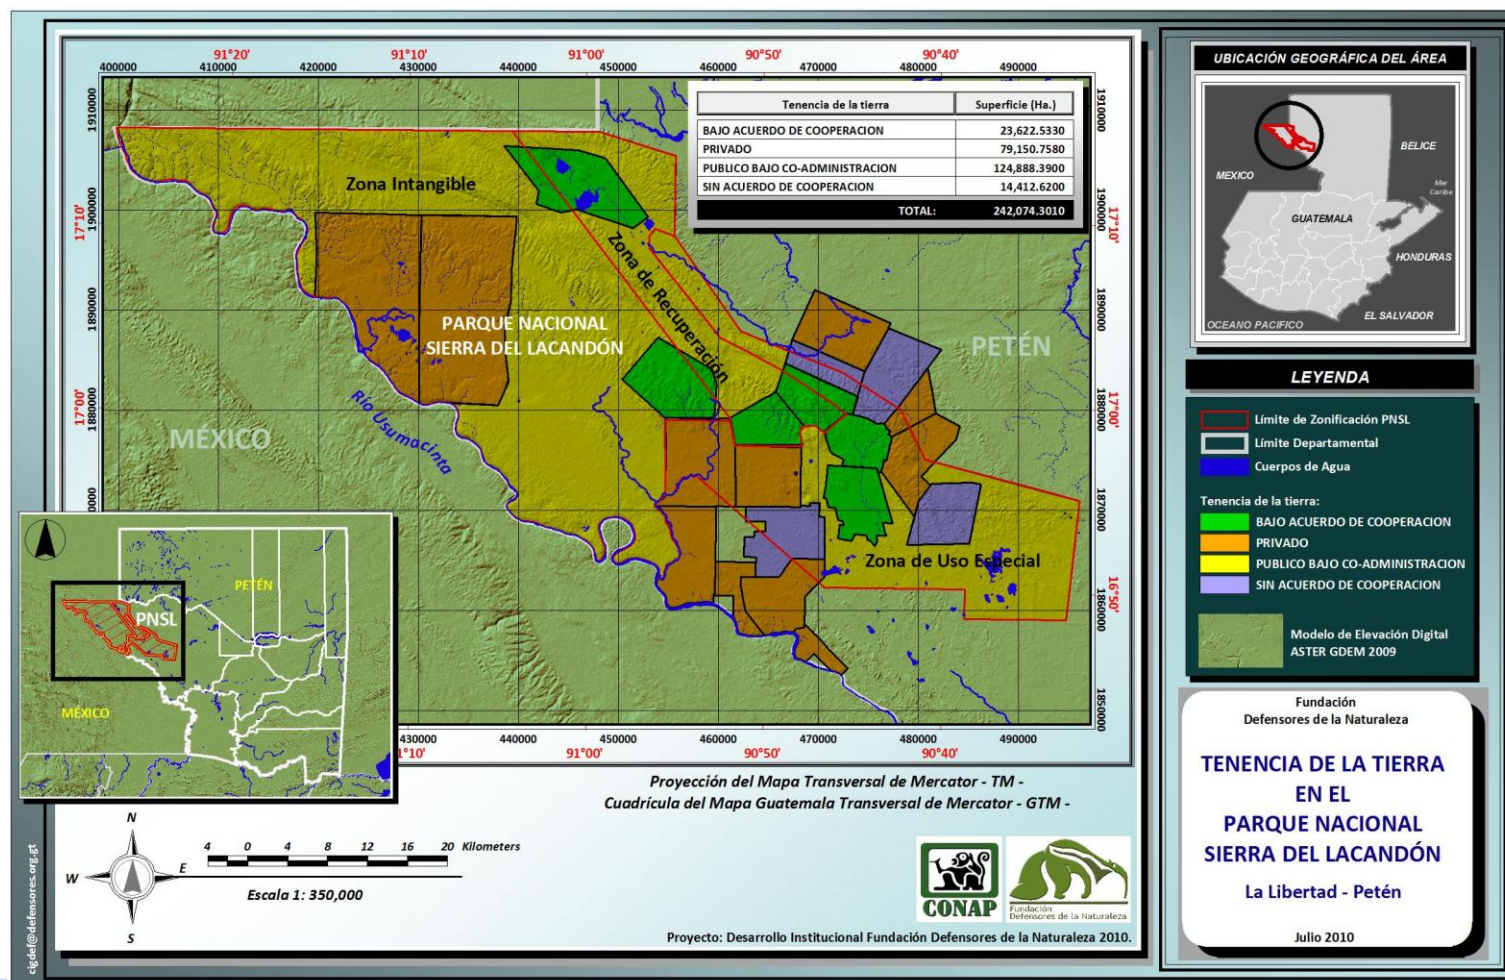 91°20'
91°10'
91°00'
90°50'
90°40'
400000
410000
420000
430000
440000
450000
460000
470000
480000
490000
1910000
1900000
17°10'
1890000
1880000
17°00'
1910000
1900000
17°10'
1890000
1880000
17°00'
1870000
1860000
16°50'
1850000
Tenencia de la tierra Superficie (Ha.)
BAJO ACUERDO DE COOPERACION 23,622.5330
PRIVADO 79,150.7580
PUBLICO BAJO CO-ADMINISTRACION 124,888.3900
SIN ACUERDO DE COOPERACION 14,412.6200
TOTAL: 242,074.3010
Zona Intangible
Zona de Recuperación
PARQUE NACIONAL
SIERRA DEL LACANDÓN
PETÉN
MÉXICO
Río Usumacinta
Zona de Uso Especial
PETÉN
PNSL
MÉXICO
430000
440000
450000
460000
470000
480000
490000
91°00'
90°50'
90°40'
Proyección del Mapa Transversal de Mercator - TM -
Cuadrícula del Mapa Guatemala Transversal de Mercator - GTM -
N
W
E
S
4 0 4 8 12 16 20 Kilometers
Escala 1: 350,000
CONAP
Fundación
Defensores de la Naturaleza
Proyecto: Desarrollo Institucional Fundación Defensores de la Naturaleza 2010.
cigdef@defensores.org.gt
UBICACIÓN GEOGRÁFICA DEL ÁREA
BELICE
MEXICO
Mar
Caribe
GUATEMALA
HONDURAS
EL SALVADOR
OCEANO PACIFICO
LEYENDA
Límite de Zonificación PNSL
Límite Departamental
Cuerpos de Agua
Tenencia de la tierra:
BAJO ACUERDO DE COOPERACION
PRIVADO
PUBLICO BAJO CO-ADMINISTRACION
SIN ACUERDO DE COOPERACION
Modelo de Elevación Digital
ASTER GDEM 2009
Fundación
Defensores de la Naturaleza
TENENCIA DE LA TIERRA
EN EL
PARQUE NACIONAL
SIERRA DEL LACANDÓN
La Libertad - Petén
Julio 2010